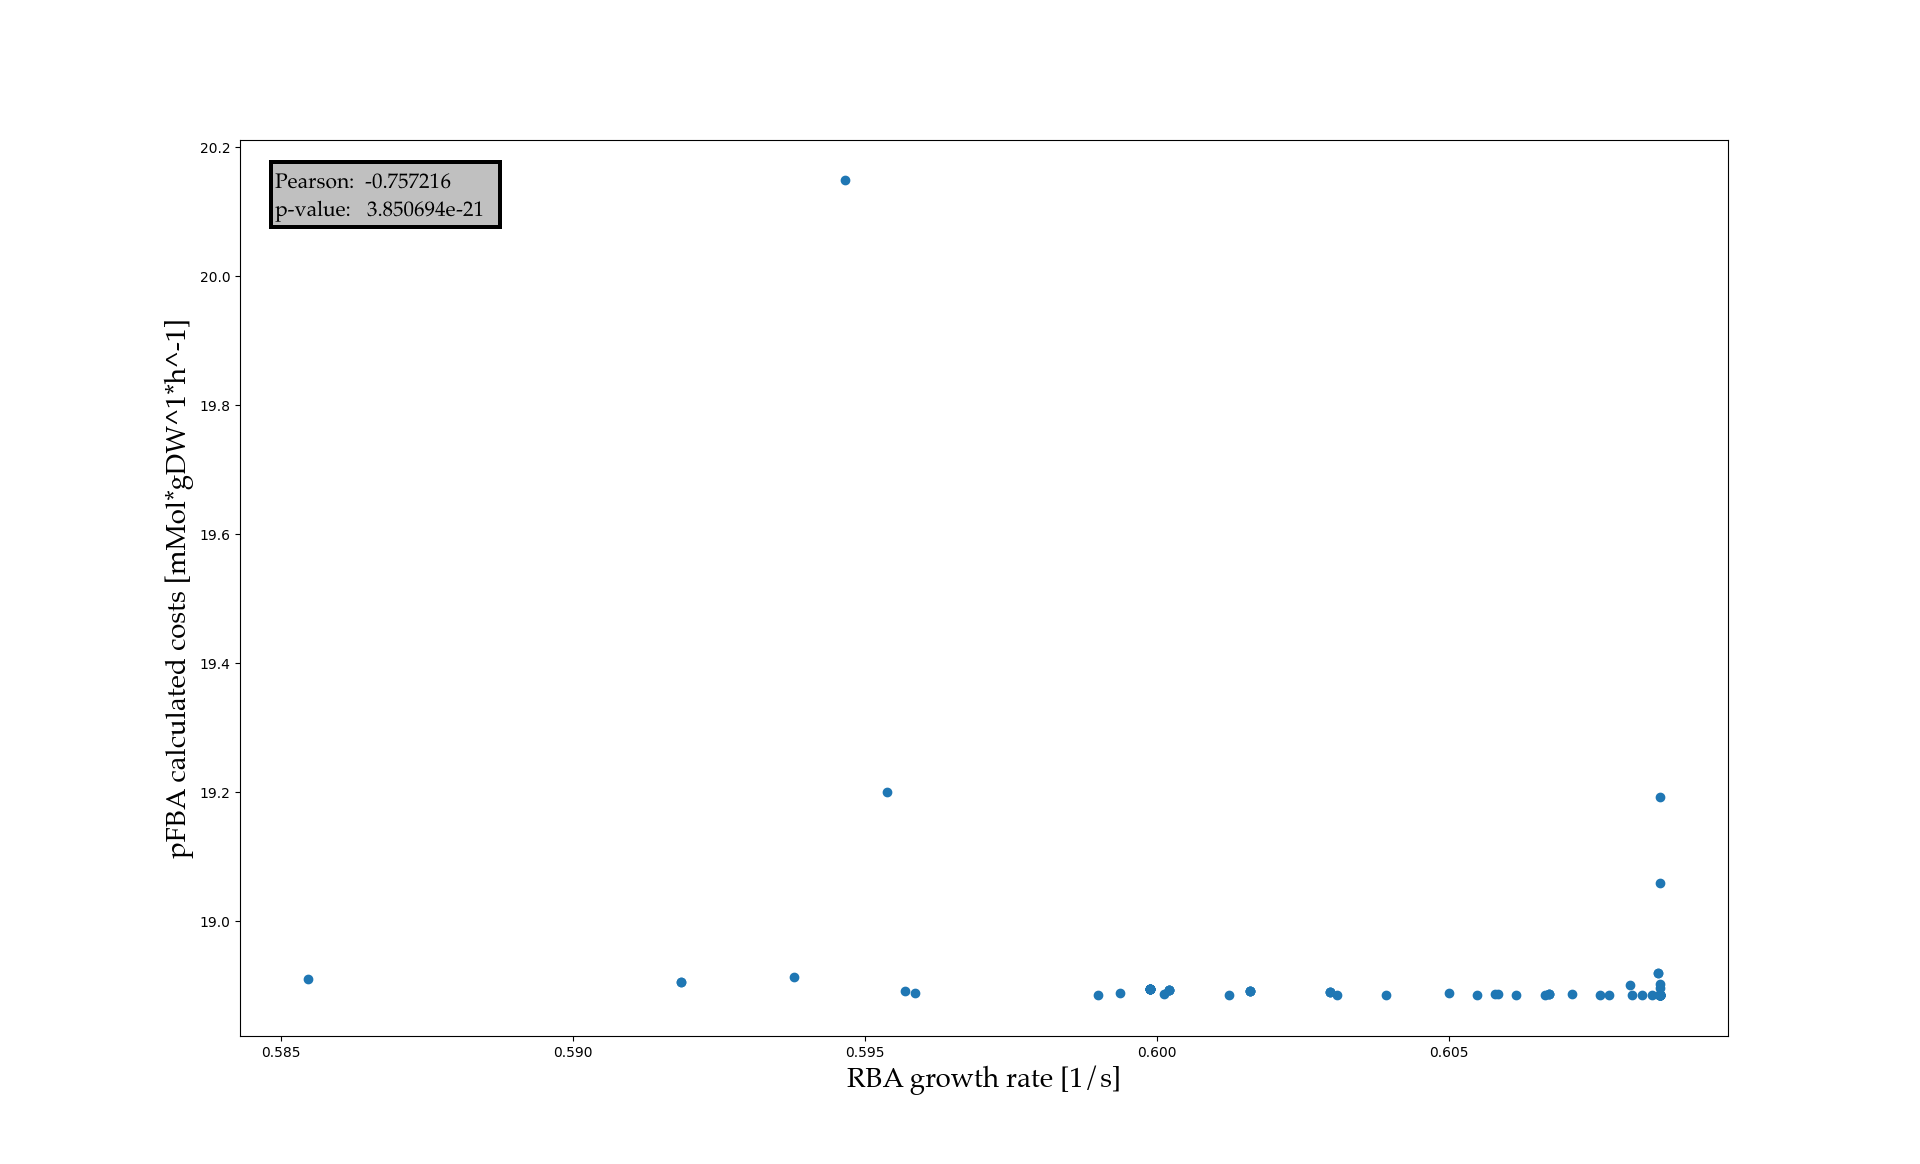 20.2
20.0
19.8
19.6
19.4
19.2
19.0
Pearson: -0.757216
p-value: 3.850694e-21
pFBA calculated costs [mMol*gDW^1*h^-1]
0.585 0.590 0.595 0.600 0.605
RBA growth rate [1/s]